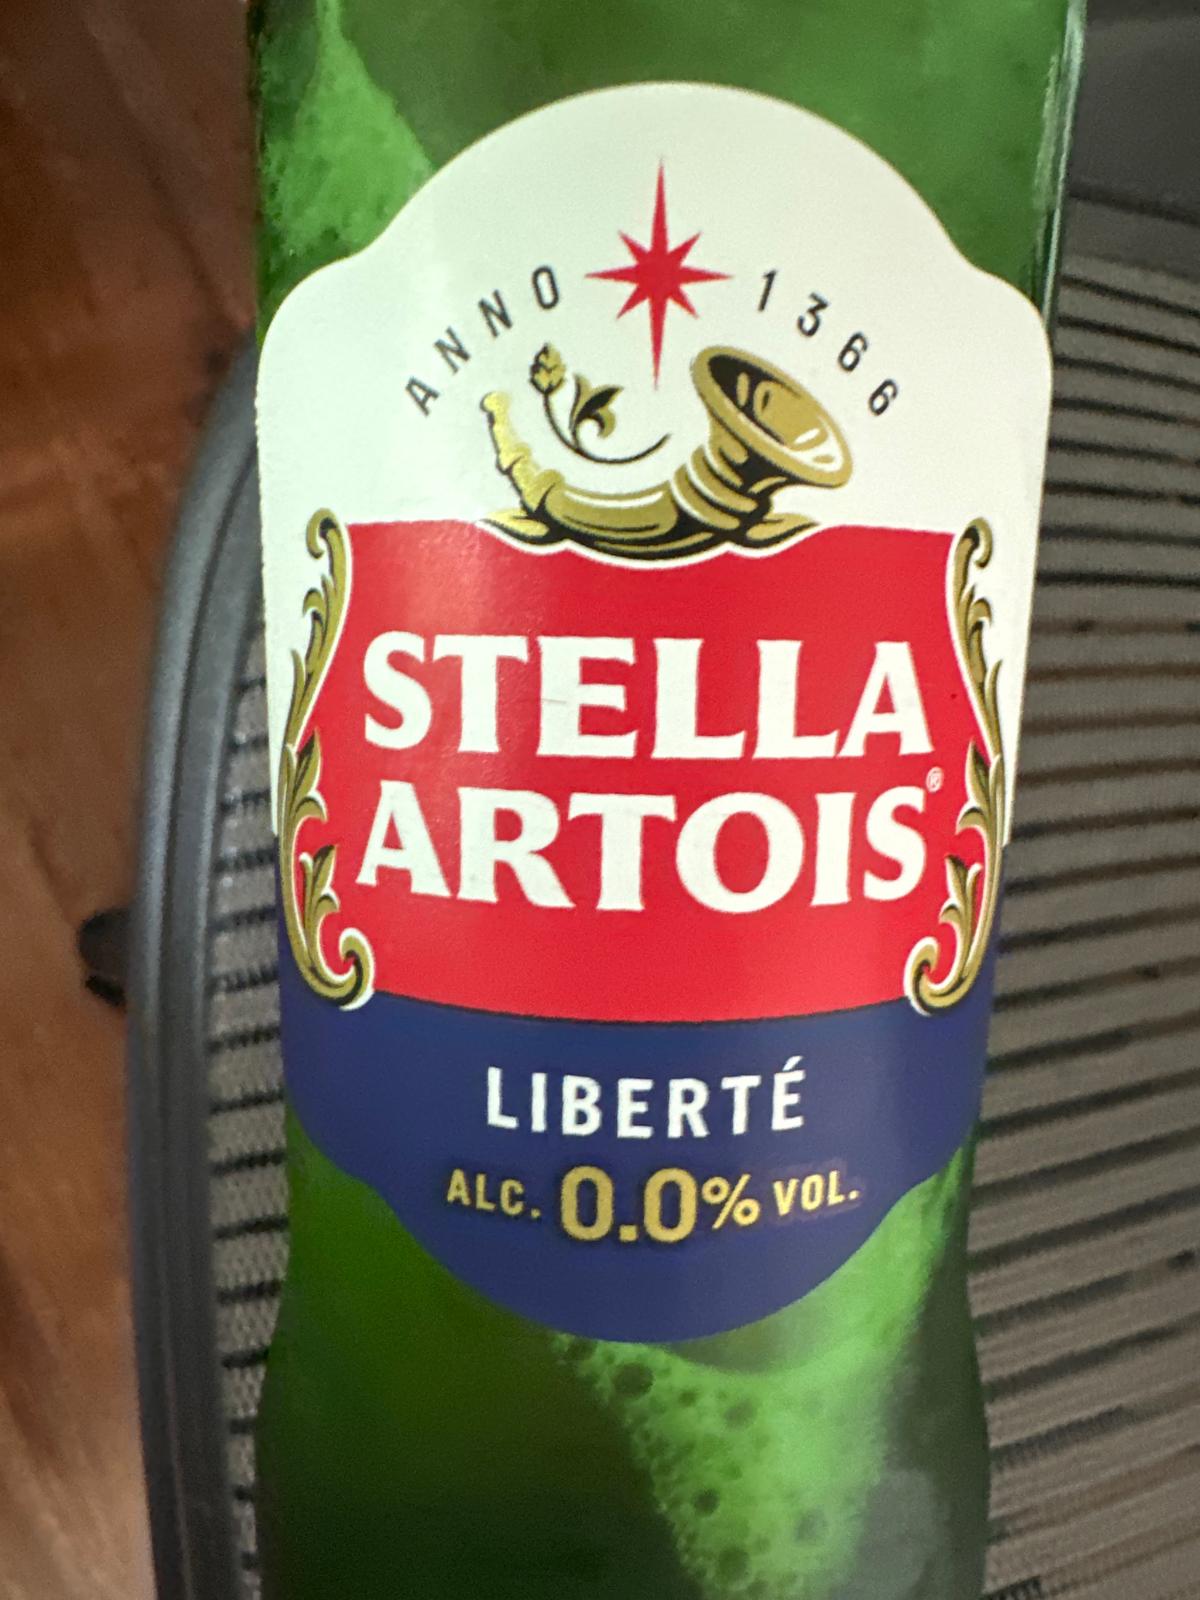 ANNO 1366
STELLA
ARTOIS®
LIBERTÉ
ALC. 0.0% VOL.